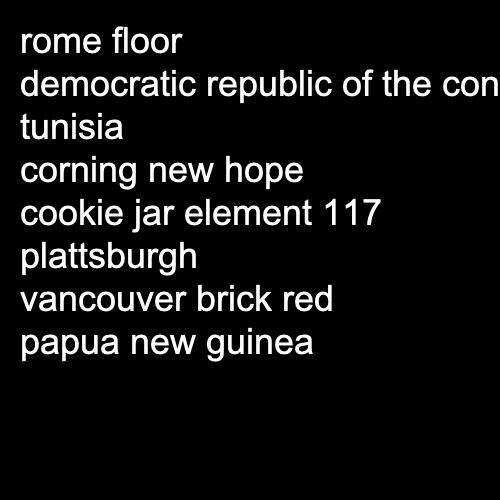 rome floor
democratic republic of the con
tunisia
corning new hope
cookie jar element 117
plattsburgh
vancouver brick red
papua new guinea